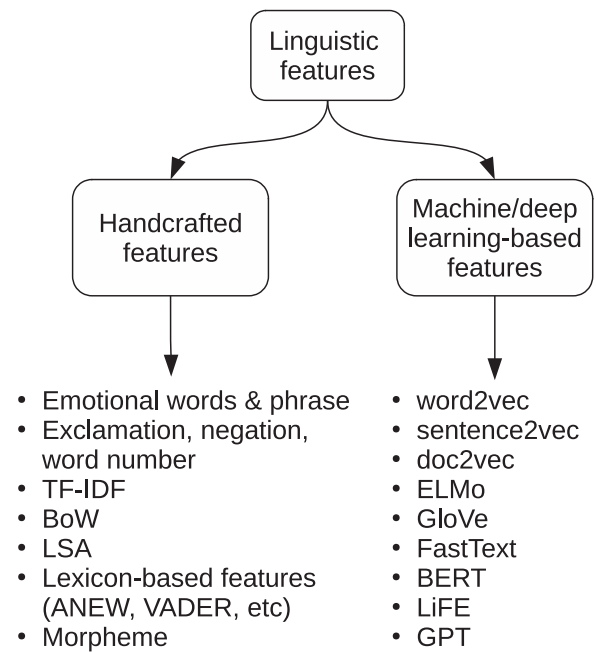 Linguistic
features
Handcrafted
features
Machine/deep
learning-based
features
• Emotional words & phrase
• Exclamation, negation,
word number
• TF-IDF
• BoW
• LSA
• Lexicon-based features
(ANEW, VADER, etc)
• Morpheme
• word2vec
• sentence2vec
• doc2vec
• ELMo
• GloVe
• FastText
• BERT
• LiFE
• GPT